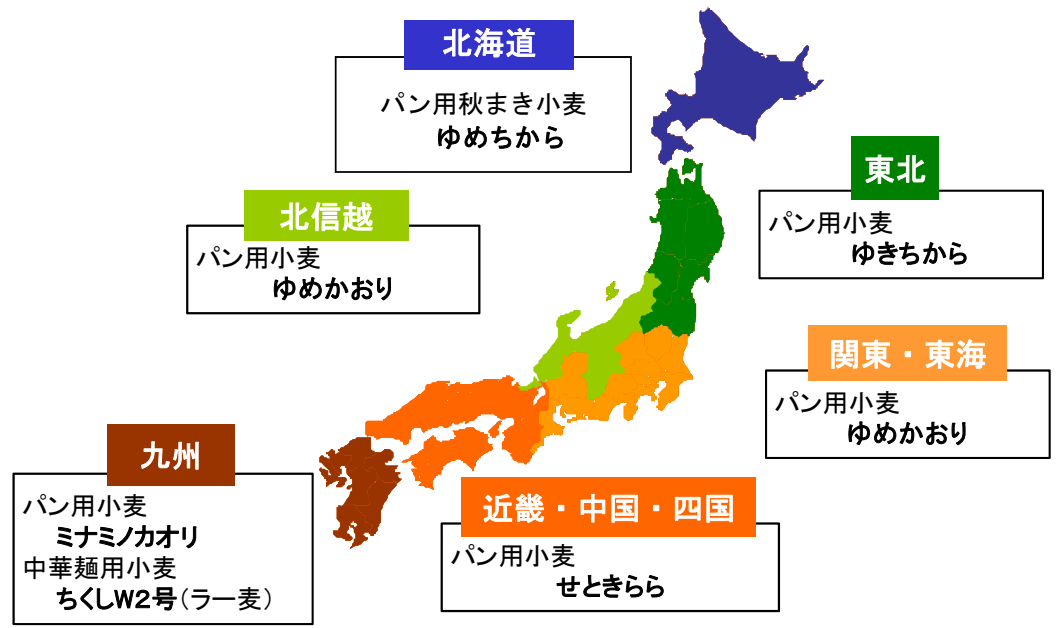 北海道
パン用秋まき小麦
ゆめちから
東北
パン用小麦
ゆきちから
北信越
パン用小麦
ゆめかおり
関東・東海
パン用小麦
ゆめかおり
九州
パン用小麦
ミナミノカオリ
中華麺用小麦
ちくしW2号（ラー麦）
近畿・中国・四国
パン用小麦
せときらら